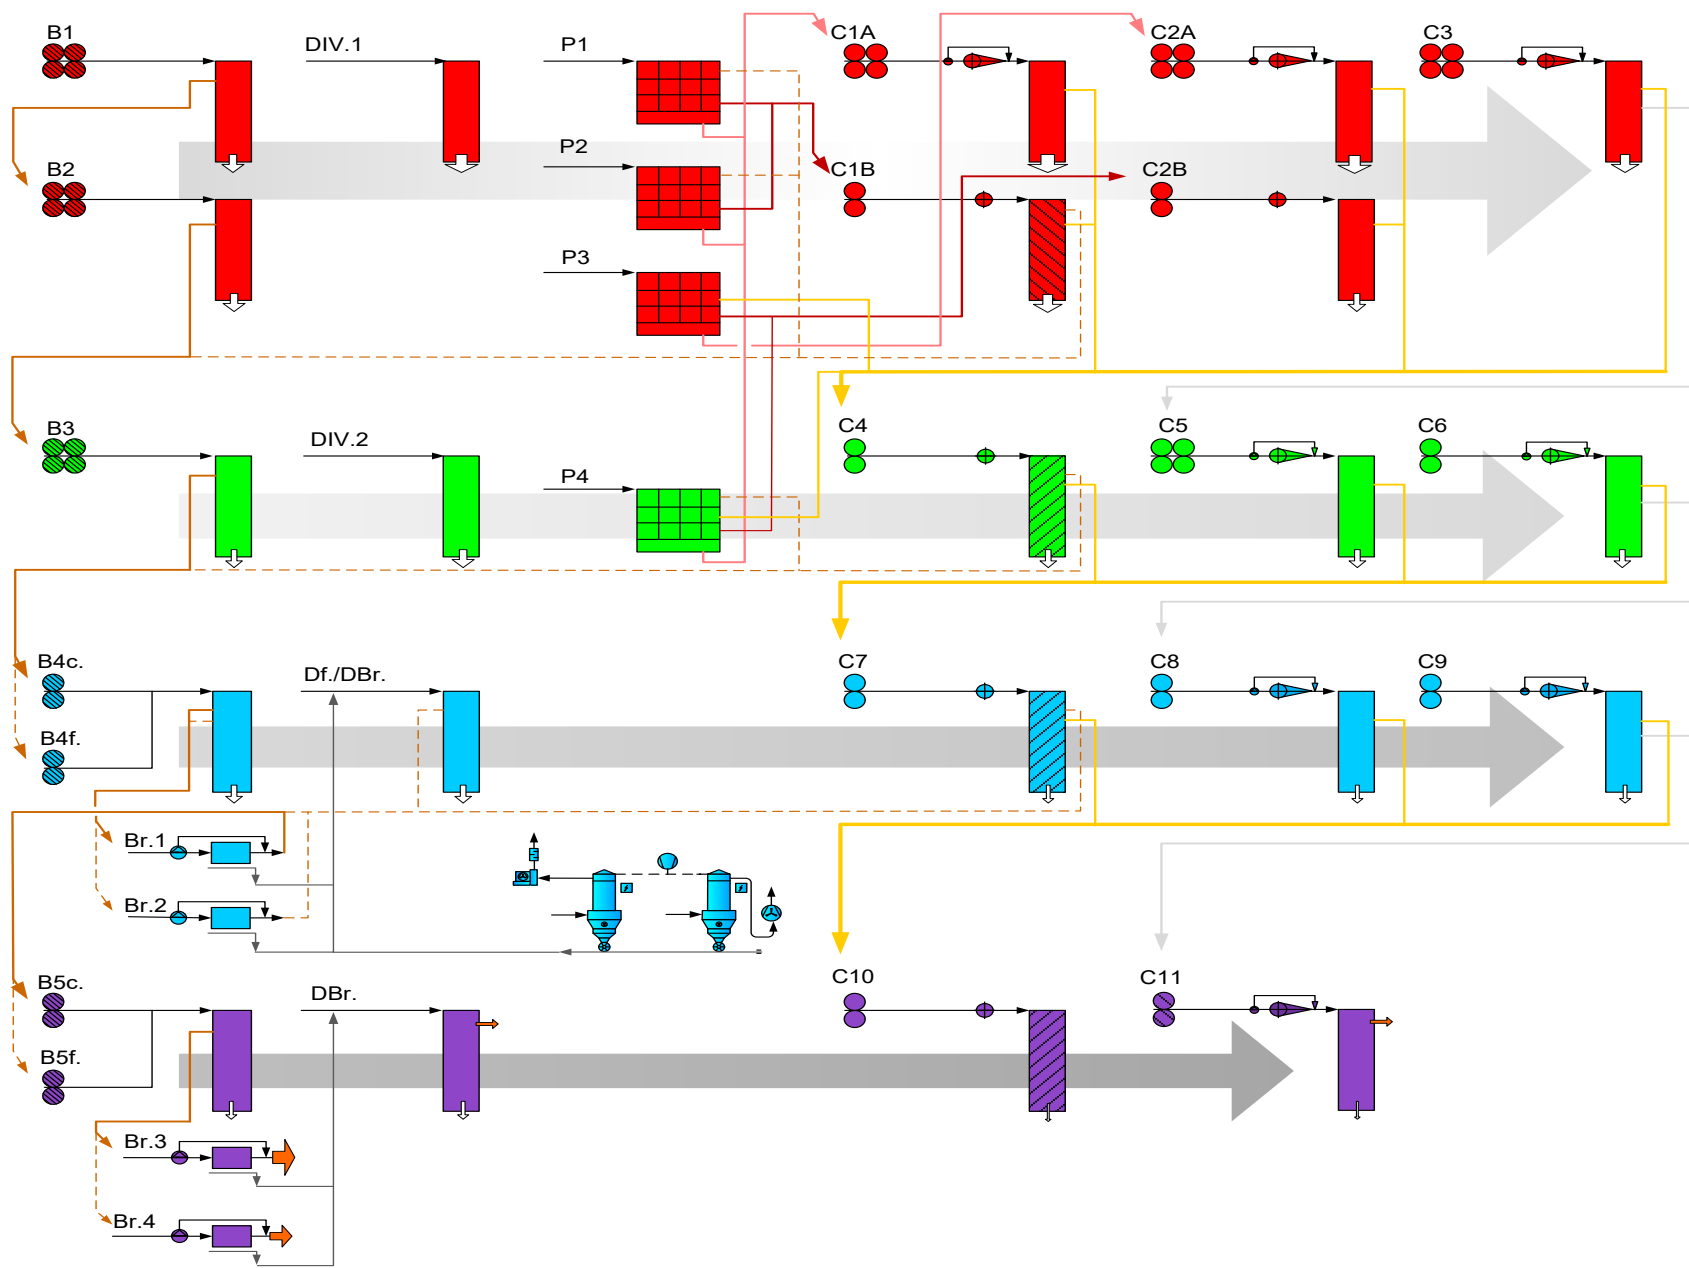 B1
DIV.1
P1
C1A
C2A
C3
B2
P2
C1B
C2B
P3
B3
DIV.2
P4
C4
C5
C6
B4c.
Df./DBr.
C7
C8
C9
B4f.
Br.1
Br.2
B5c.
DBr.
C10
C11
B5f.
Br.3
Br.4